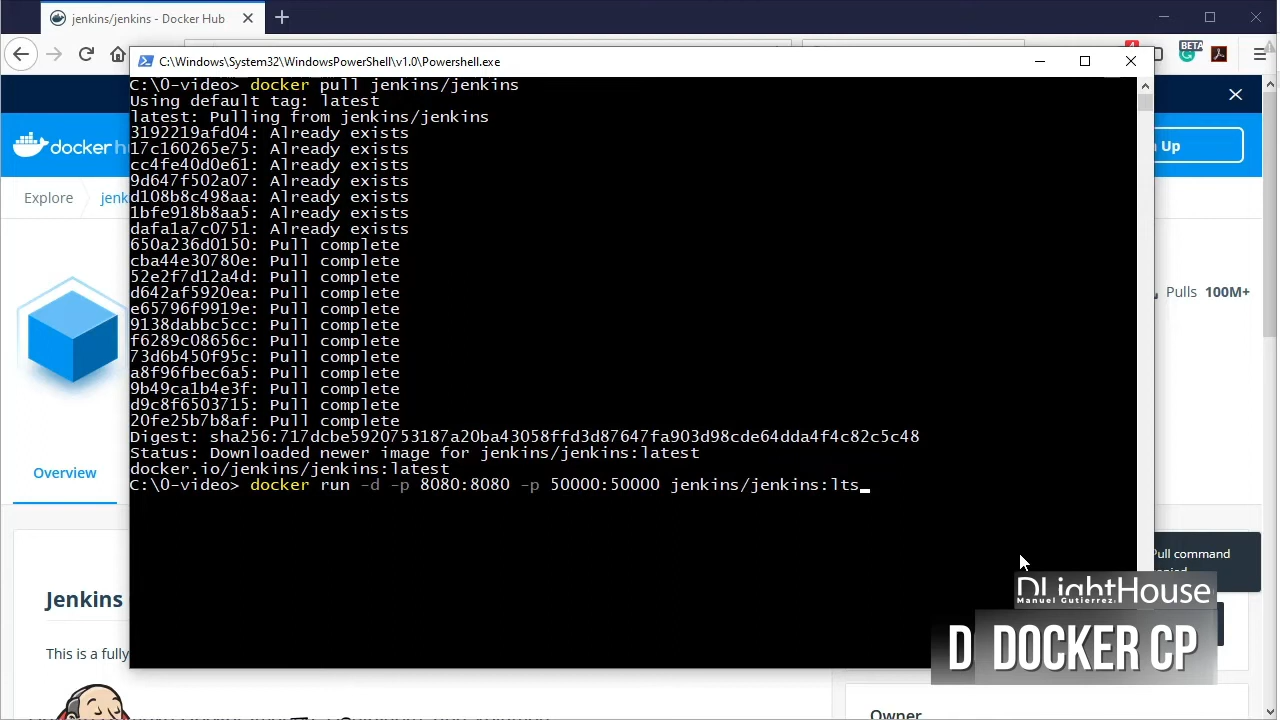 jenkins/jenkins - Docker Hub
BETA
4
C:\Windows\System32\WindowsPowerShell\v1.0\Powershell.exe
C:\0-video> docker pull jenkins/jenkins
Using default tag: latest
latest: Pulling from jenkins/jenkins
3192219afd04: Already exists
17c160265e75: Already exists
cc4fe40d0e61: Already exists
9d647f502a07: Already exists
d108b8c498aa: Already exists
1bfe918b8aa5: Already exists
dafa1a7c0751: Already exists
650a236d0150: Pull complete
cba44e30780e: Pull complete
52e2f7d12a4d: Pull complete
d642af5920ea: Pull complete
e65796f9919e: Pull complete
9138dabbc5cc: Pull complete
f6289c08656c: Pull complete
73d6b450f95c: Pull complete
a8f96fbec6a5: Pull complete
9b49ca1b4e3f: Pull complete
d9c8f6503715: Pull complete
20fe25b7b8af: Pull complete
Digest: sha256:717dcbe5920753187a20ba43058ffd3d87647fa903d98cde64dda4f4c82c5c48
Status: Downloaded newer image for jenkins/jenkins:latest
docker.io/jenkins/jenkins:latest
C:\0-video> docker run -d -p 8080:8080 -p 50000:50000 jenkins/jenkins:lts
docker h
Up
Explore
jenk
Pulls 100M+
Overview
Pull command
Jenkins
This is a fully
DLightHouse
Manuel Gutierrez
D DOCKER CP
Owner